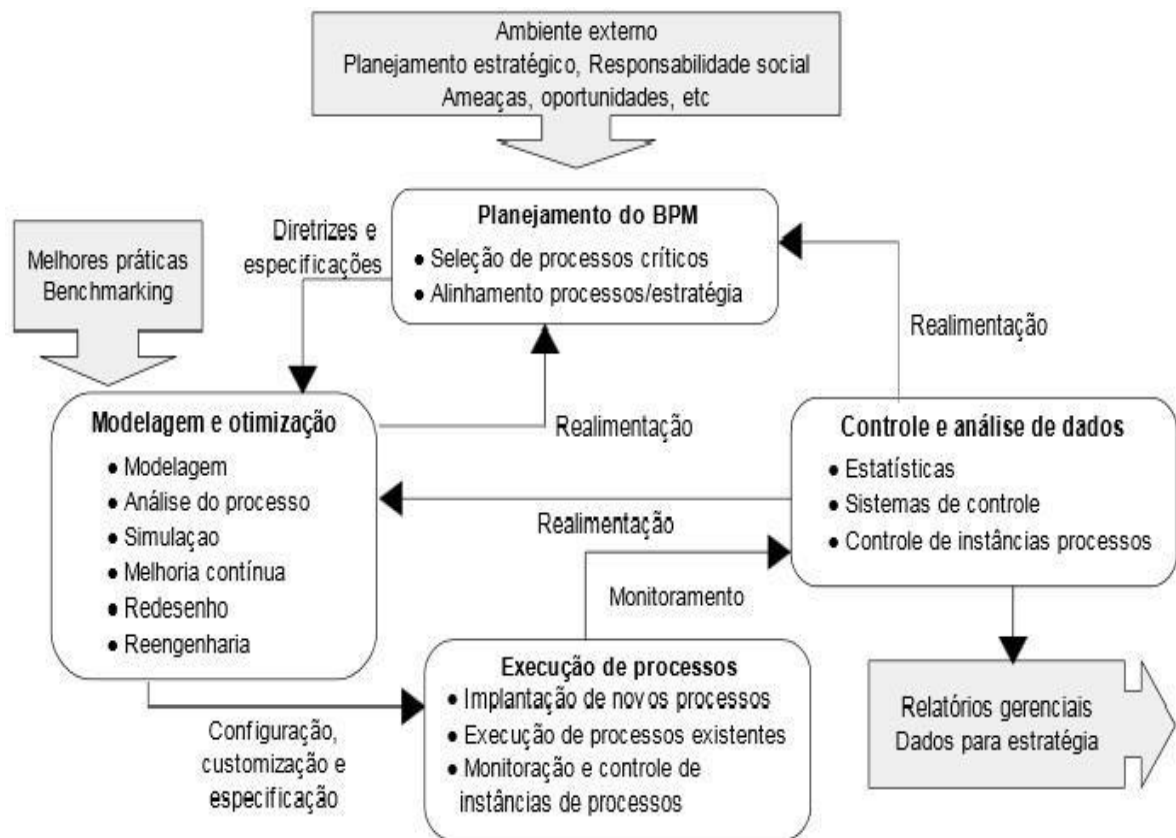 Ambiente externo
Planejamento estratégico, Responsabilidade social
Ameaças, oportunidades, etc
Planejamento do BPM
• Seleção de processos críticos
• Alinhamento processos/estratégia
Diretrizes e
especificações
Melhores práticas
Benchmarking
Realimentação
Modelagem e otimização
• Modelagem
• Análise do processo
• Simulaçao
• Melhoria contínua
• Redesenho
• Reengenharia
Realimentação
Controle e análise de dados
• Estatísticas
• Sistemas de controle
• Controle de instâncias processos
Realimentação
Monitoramento
Execução de processos
• Implantação de novos processos
• Execução de processos existentes
• Monitoração e controle de
instâncias de processos
Configuração,
customização e
especificação
Relatórios gerenciais
Dados para estratégia